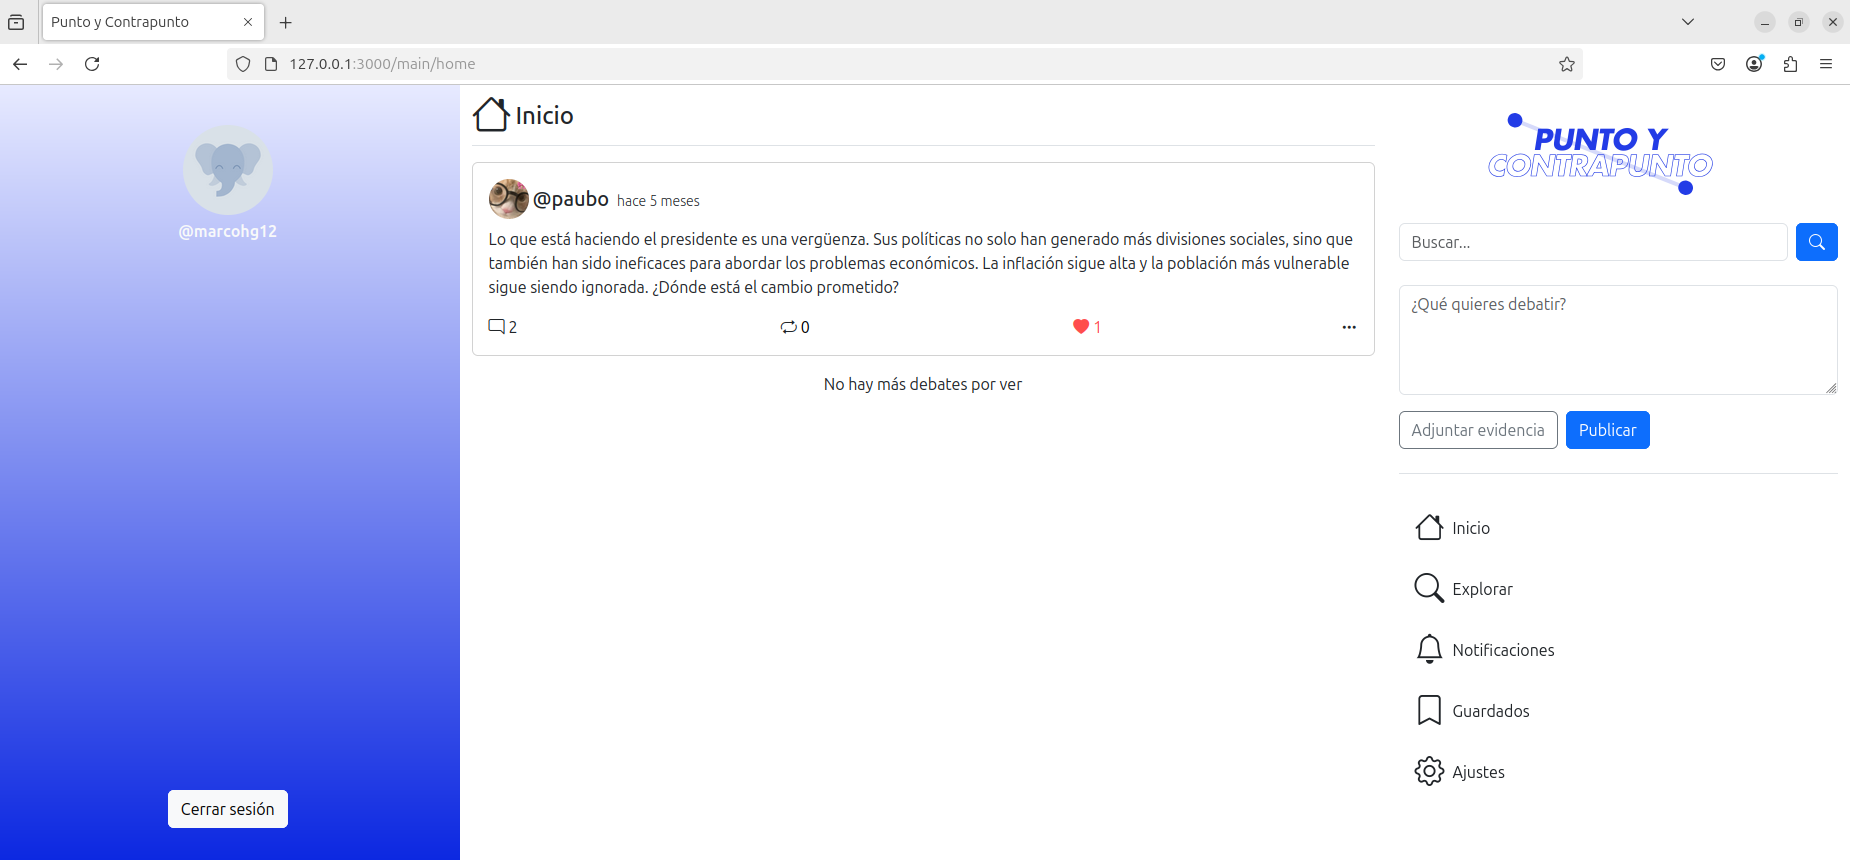 Punto y Contrapunto
127.0.0.1:3000/main/home
@marcohg12
Cerrar sesión
Inicio
@paubo hace 5 meses
Lo que está haciendo el presidente es una vergüenza. Sus políticas no solo han generado más divisiones sociales, sino que
también han sido ineficaces para abordar los problemas económicos. La inflación sigue alta y la población más vulnerable
sigue siendo ignorada. ¿Dónde está el cambio prometido?
2 0 1
No hay más debates por ver
PUNTO Y
CONTRAPUNTO
Buscar...
¿Qué quieres debatir?
Adjuntar evidencia Publicar
Inicio
Explorar
Notificaciones
Guardados
Ajustes